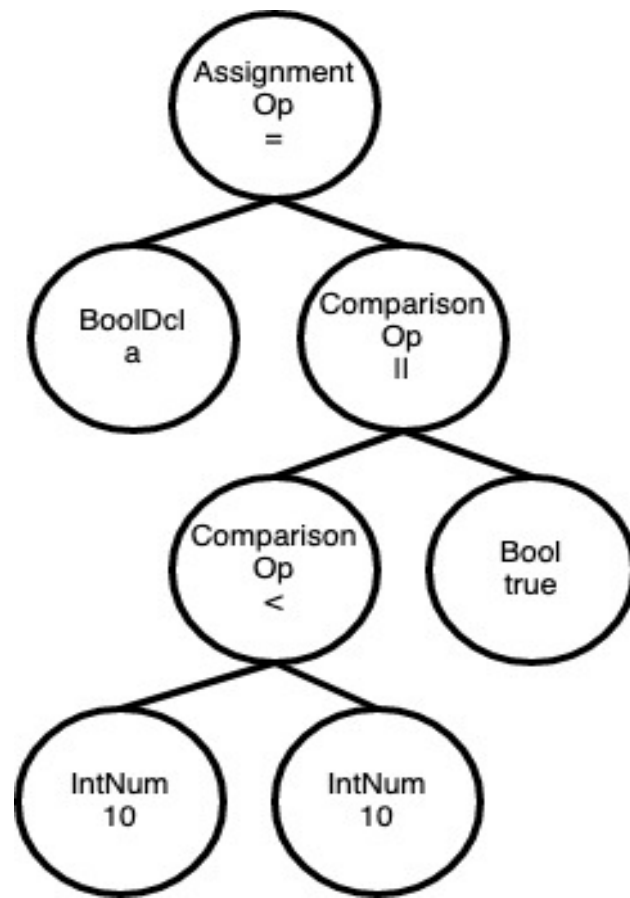 Assignment
Op
=
BoolDcl
a
Comparison
Op
||
Comparison
Op
<
Bool
true
IntNum
10
IntNum
10